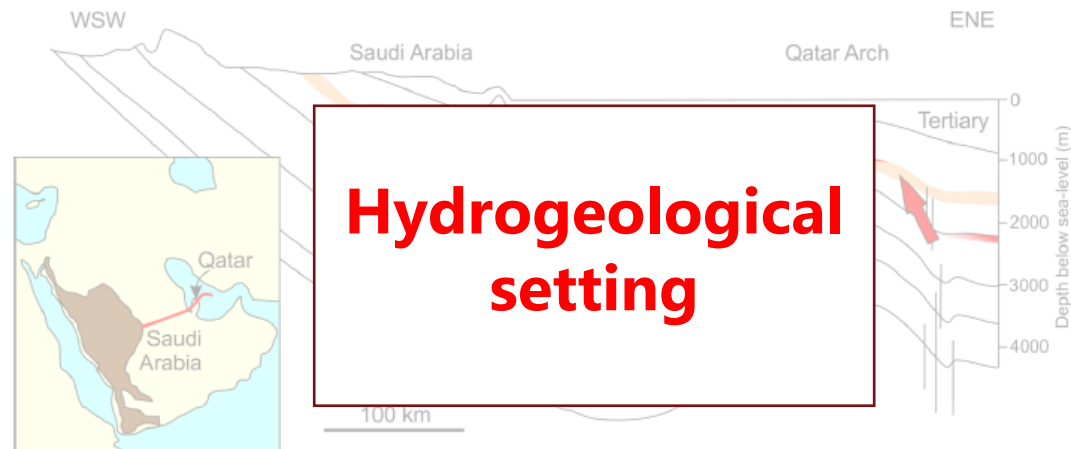 WSW
ENE
Saudi Arabia
Qatar Arch
0
Tertiary
1000
2000
3000
4000
Depth below sea-level (m)
Hydrogeological
setting
Qatar
Saudi
Arabia
100 km